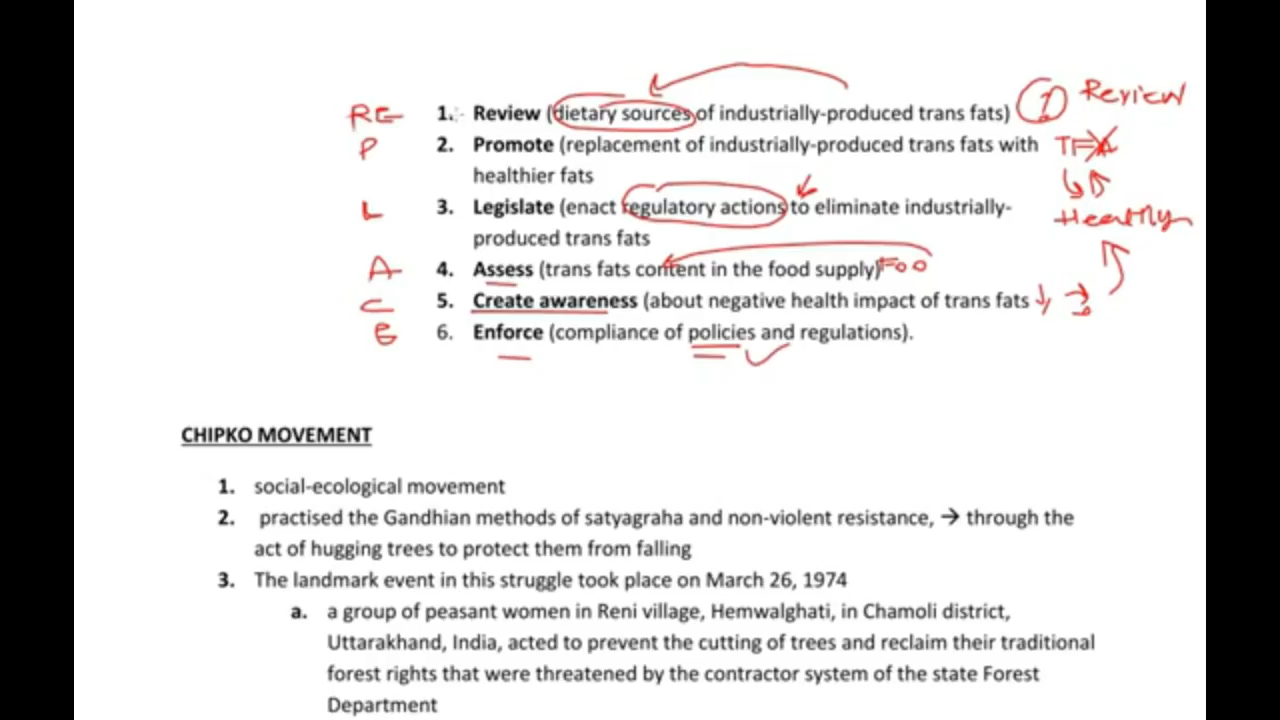 RE 1. Review (dietary sources of industrially-produced trans fats) 1 Review
P 2. Promote (replacement of industrially-produced trans fats with TFA
healthier fats
L 3. Legislate (enact regulatory actions to eliminate industrially- Healthy
produced trans fats
A 4. Assess (trans fats content in the food supply) Foo
C 5. Create awareness (about negative health impact of trans fats
E 6. Enforce (compliance of policies and regulations).
CHIPKO MOVEMENT
1. social-ecological movement
2. practised the Gandhian methods of satyagraha and non-violent resistance, → through the
act of hugging trees to protect them from falling
3. The landmark event in this struggle took place on March 26, 1974
a. a group of peasant women in Reni village, Hemwalghati, in Chamoli district,
Uttarakhand, India, acted to prevent the cutting of trees and reclaim their traditional
forest rights that were threatened by the contractor system of the state Forest
Department